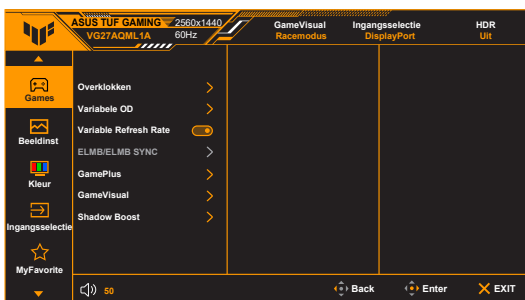 ASUS TUF GAMING 2560x1440
VG27AQML1A 60Hz
GameVisual
Racemodus
Ingangsselectie
DisplayPort
HDR
Uit
Games
Beeldinst
Kleur
Ingangsselectie
MyFavorite
Overklokken
Variabele OD
Variable Refresh Rate
ELMB/ELMB SYNC
GamePlus
GameVisual
Shadow Boost
50
Back
Enter
EXIT